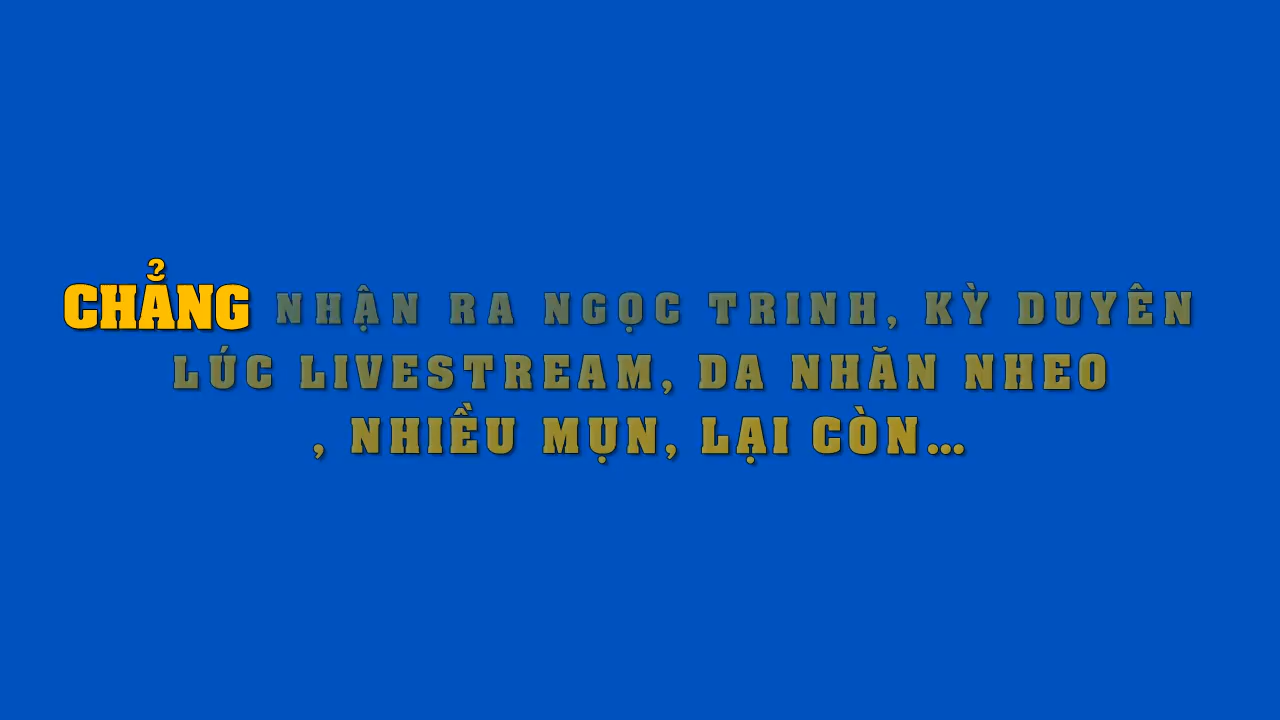 CHẲNG NHẬN RA NGỌC TRINH, KỲ DUYÊN
LÚC LIVESTREAM, DA NHĂN NHEO
, NHIỀU MỤN, LẠI CÒN...